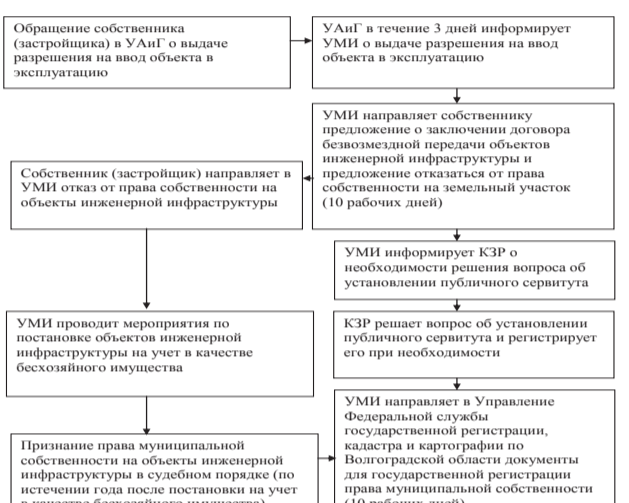 Обращение собственника
(застройщика) в УАиГ о выдаче
разрешения на ввод объекта в
эксплуатацию
УАиГ в течение 3 дней информирует
УМИ о выдаче разрешения на ввод
объекта в эксплуатацию
УМИ направляет собственнику
предложение о заключении договора
безвозмездной передачи объектов
инженерной инфраструктуры и
предложение отказаться от права
собственности на земельный участок
(10 рабочих дней)
Собственник (застройщик) направляет в
УМИ отказ от права собственности на
объекты инженерной инфраструктуры
УМИ информирует КЗР о
необходимости решения вопроса об
установлении публичного сервитута
УМИ проводит мероприятия по
постановке объектов инженерной
инфраструктуры на учет в качестве
бесхозяйного имущества
КЗР решает вопрос об установлении
публичного сервитута и регистрирует
его при необходимости
УМИ направляет в Управление
Федеральной службы
государственной регистрации,
кадастра и картографии по
Волгоградской области документы
для государственной регистрации
права муниципальной собственности
(10 рабочих дней)
Признание права муниципальной
собственности на объекты инженерной
инфраструктуры в судебном порядке (по
истечении года после постановки на учет
в качестве бесхозяйного имущества)